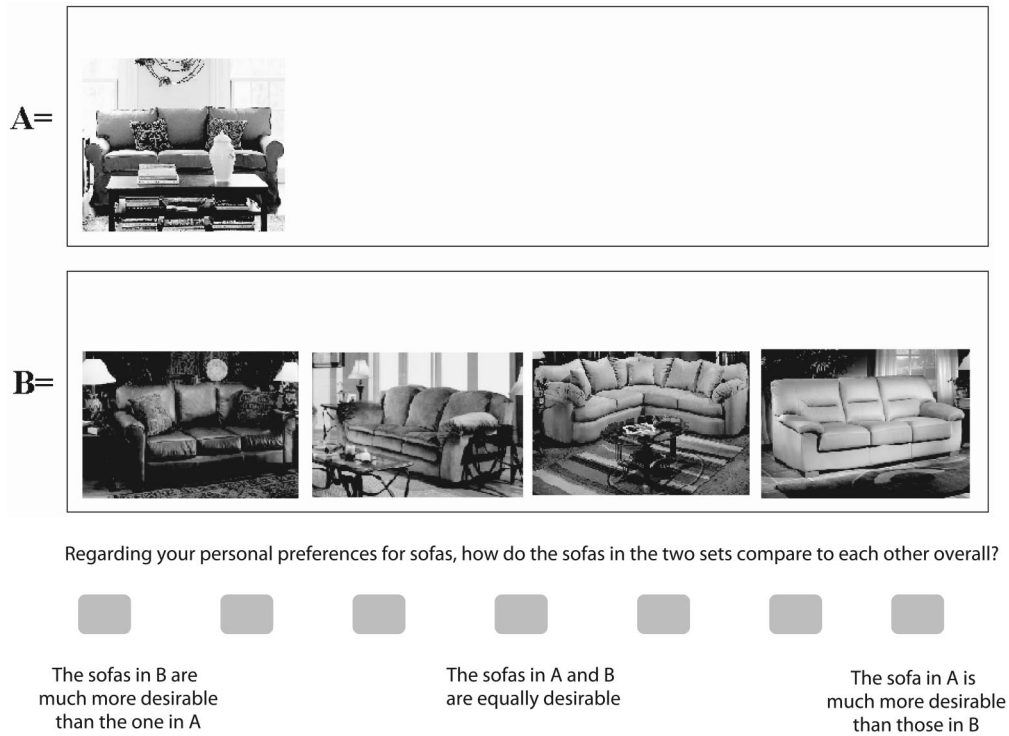 A=
B=
Regarding your personal preferences for sofas, how do the sofas in the two sets compare to each other overall?
The sofas in B are
much more desirable
than the one in A
The sofas in A and B
are equally desirable
The sofa in A is
much more desirable
than those in B